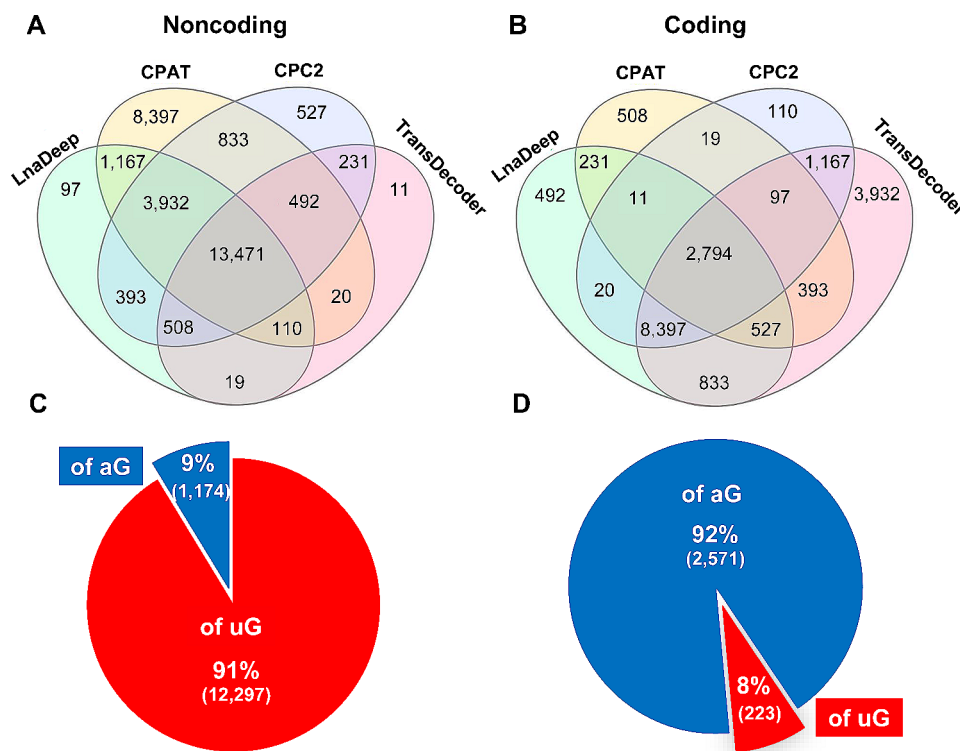 A Noncoding
CPAT CPC2
LnaDeep
TransDecoder
8,397 527
833
1,167 231
97 11
3,932 492
13,471
393 20
508 110
19
B Coding
CPAT CPC2
LnaDeep
TransDecoder
508 110
19
231 1,167
492 3,932
11 97
2,794
20 393
8,397 527
833
C
of aG
9%
(1,174)
of uG
91%
(12,297)
D
of aG
92%
(2,571)
8%
(223)
of uG